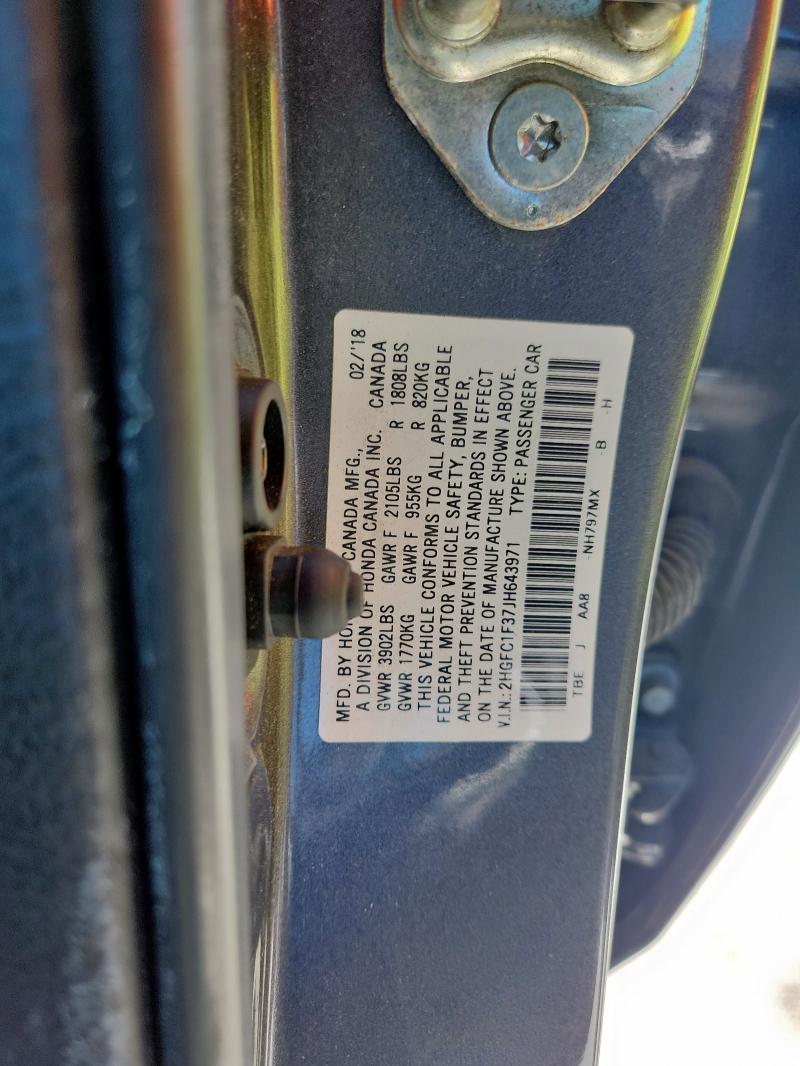 MFD. BY CANADA MFG., 02/'18
A DIVISION OF HONDA CANADA INC. CANADA
GVWR 3902LBS GAWR F 2105LBS R 1808LBS
GVWR 1770KG GAWR F 955KG R 820KG
THIS VEHICLE CONFORMS TO ALL APPLICABLE
FEDERAL MOTOR VEHICLE SAFETY, BUMPER,
AND THEFT PREVENTION STANDARDS IN EFFECT
ON THE DATE OF MANUFACTURE SHOWN ABOVE.
V.I.N.: 2HGFC1F37JH643971 TYPE: PASSENGER CAR
TBE J AA8 -NH797MX -B -H